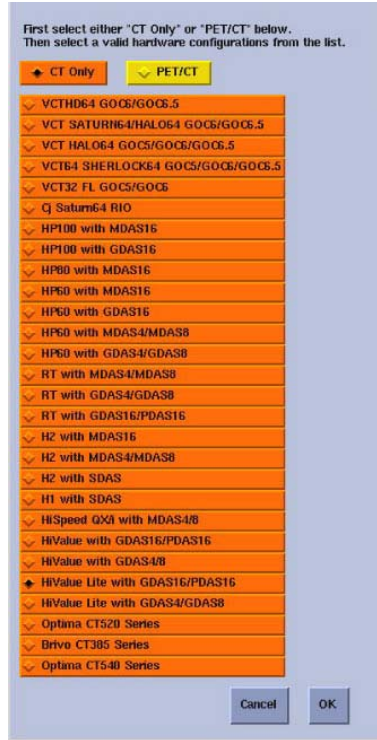 First select either "CT Only" or "PET/CT" below.
Then select a valid hardware configurations from the list.
CT Only
PET/CT
VCTHD64 GOC6/GOC6.5
VCT SATURN64/HALO64 GOC6/GOC6.5
VCT HALO64 GOC5/GOC6/GOC6.5
VCT64 SHERLOCK64 GOC5/GOC6/GOC6.5
VCT32 FL GOC5/GOC6
Cj Saturn64 RIO
HP100 with MDAS16
HP100 with GDAS16
HP80 with MDAS16
HP60 with MDAS16
HP60 with GDAS16
HP60 with MDAS4/MDAS8
HP60 with GDAS4/GDAS8
RT with MDAS4/MDAS8
RT with GDAS4/GDAS8
RT with GDAS16/PDAS16
H2 with MDAS16
H2 with MDAS4/MDAS8
H2 with SDAS
H1 with SDAS
HiSpeed QX/i with MDAS4/8
HiValue with GDAS16/PDAS16
HiValue with GDAS4/8
HiValue Lite with GDAS16/PDAS16
HiValue Lite with GDAS4/GDAS8
Optima CT520 Series
Brivo CT385 Series
Optima CT540 Series
Cancel
OK